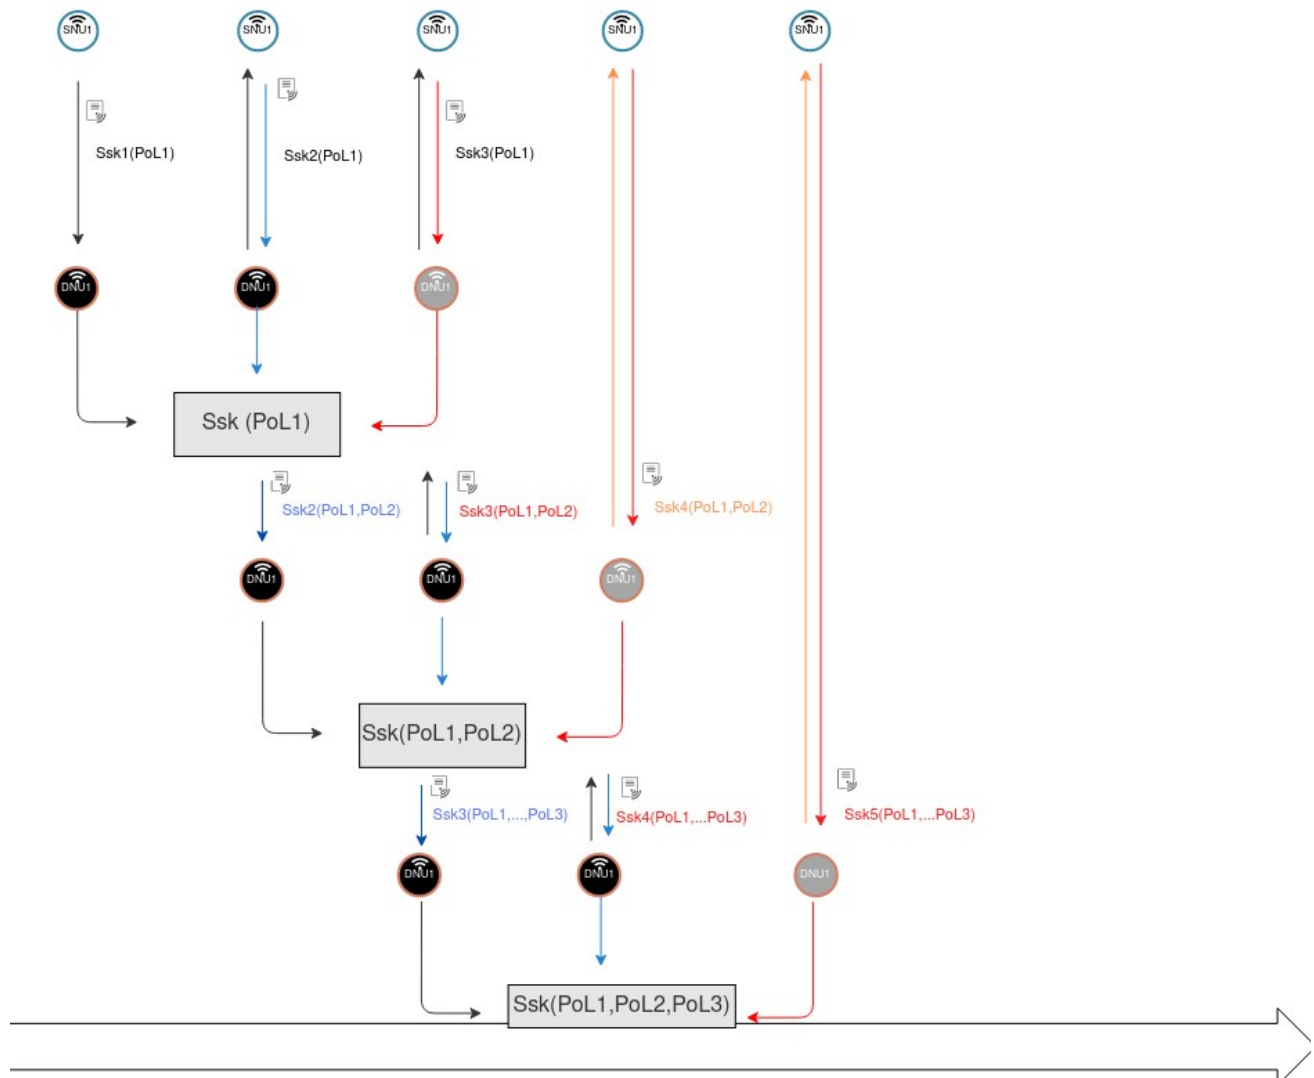 SNU1
SNU1
SNU1
SNU1
SNU1
Ssk1(PoL1)
Ssk2(PoL1)
Ssk3(PoL1)
DNU1
DNU1
DNU1
Ssk (PoL1)
Ssk2(PoL1,PoL2)
Ssk3(PoL1,PoL2)
Ssk4(PoL1,PoL2)
DNU1
DNU1
DNU1
Ssk(PoL1,PoL2)
Ssk3(PoL1,...,PoL3)
Ssk4(PoL1,...PoL3)
Ssk5(PoL1,...PoL3)
DNU1
DNU1
DNU1
Ssk(PoL1,PoL2,PoL3)